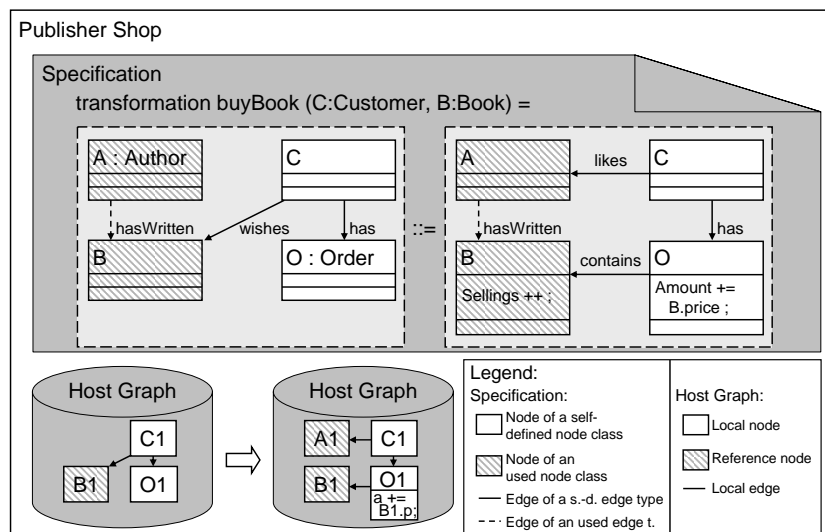 Publisher Shop
Specification
transformation buyBook (C:Customer, B:Book) =
A : Author
C
hasWritten
wishes
has
B
O : Order
::=
A
likes
C
hasWritten
has
B
contains
O
Sellings ++ ;
Amount +=
B.price ;
Host Graph
C1
B1
O1
Host Graph
A1
C1
B1
O1
a +=
B1.p;
Legend:
Specification:
Node of a self-
defined node class
Node of an
used node class
Edge of a s.-d. edge type
Edge of an used edge t.
Host Graph:
Local node
Reference node
Local edge